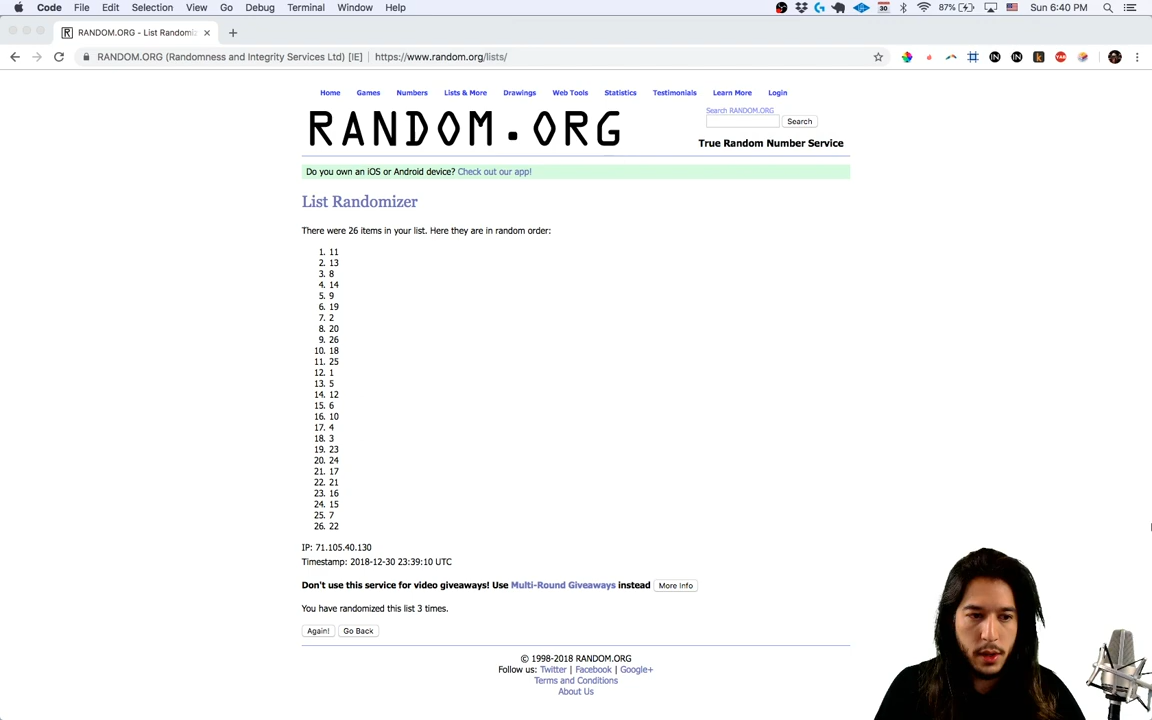 Code File Edit Selection View Go Debug Terminal Window Help
30 87% Sun 6:40 PM
R RANDOM.ORG - List Randomiz
RANDOM.ORG (Randomness and Integrity Services Ltd) [IE] https://www.random.org/lists/
Home Games Numbers Lists & More Drawings Web Tools Statistics Testimonials Learn More Login
RANDOM.ORG
Search RANDOM.ORG
Search
True Random Number Service
Do you own an iOS or Android device? Check out our app!
List Randomizer
There were 26 items in your list. Here they are in random order:
1. 11
2. 13
3. 8
4. 14
5. 9
6. 19
7. 2
8. 20
9. 26
10. 18
11. 25
12. 1
13. 5
14. 12
15. 6
16. 10
17. 4
18. 3
19. 23
20. 24
21. 17
22. 21
23. 16
24. 15
25. 7
26. 22
IP: 71.105.40.130
Timestamp: 2018-12-30 23:39:10 UTC
Don't use this service for video giveaways! Use Multi-Round Giveaways instead More Info
You have randomized this list 3 times.
Again! Go Back
© 1998-2018 RANDOM.ORG
Follow us: Twitter | Facebook | Google+
Terms and Conditions
About Us